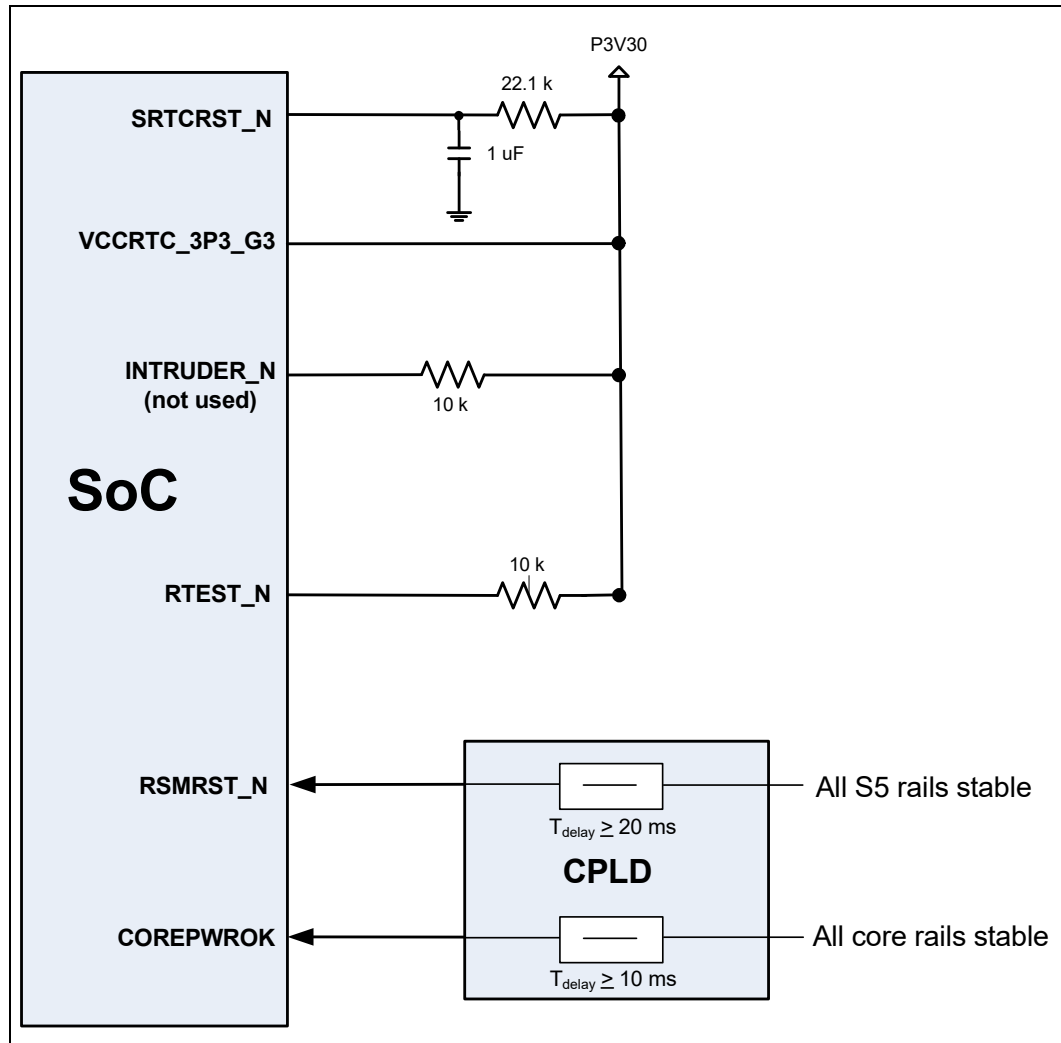 P3V30
22.1 k
SRTCRST_N
1 uF
VCCRTC_3P3_G3
INTRUDER_N
(not used)
10 k
SoC
10 k
RTEST_N
RSMRST_N
All S5 rails stable
Tdelay ≥ 20 ms
CPLD
COREPWROK
All core rails stable
Tdelay ≥ 10 ms